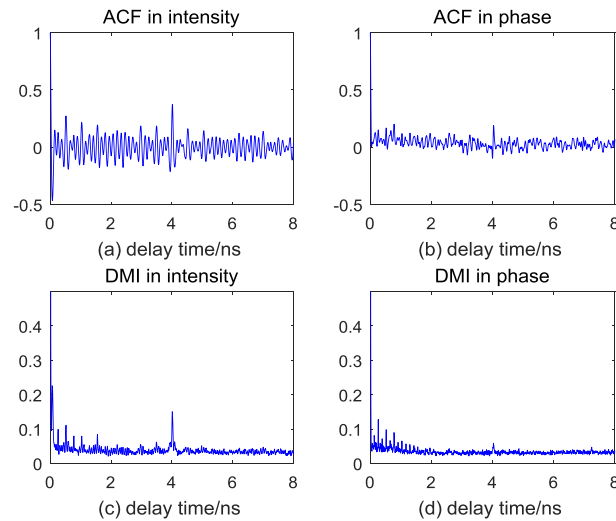 ACF in intensity
1
0.5
0
-0.5
0 2 4 6 8
(a) delay time/ns
ACF in phase
1
0.5
0
-0.5
0 2 4 6 8
(b) delay time/ns
DMI in intensity
0.4
0.3
0.2
0.1
0
0 2 4 6 8
(c) delay time/ns
DMI in phase
0.4
0.3
0.2
0.1
0
0 2 4 6 8
(d) delay time/ns